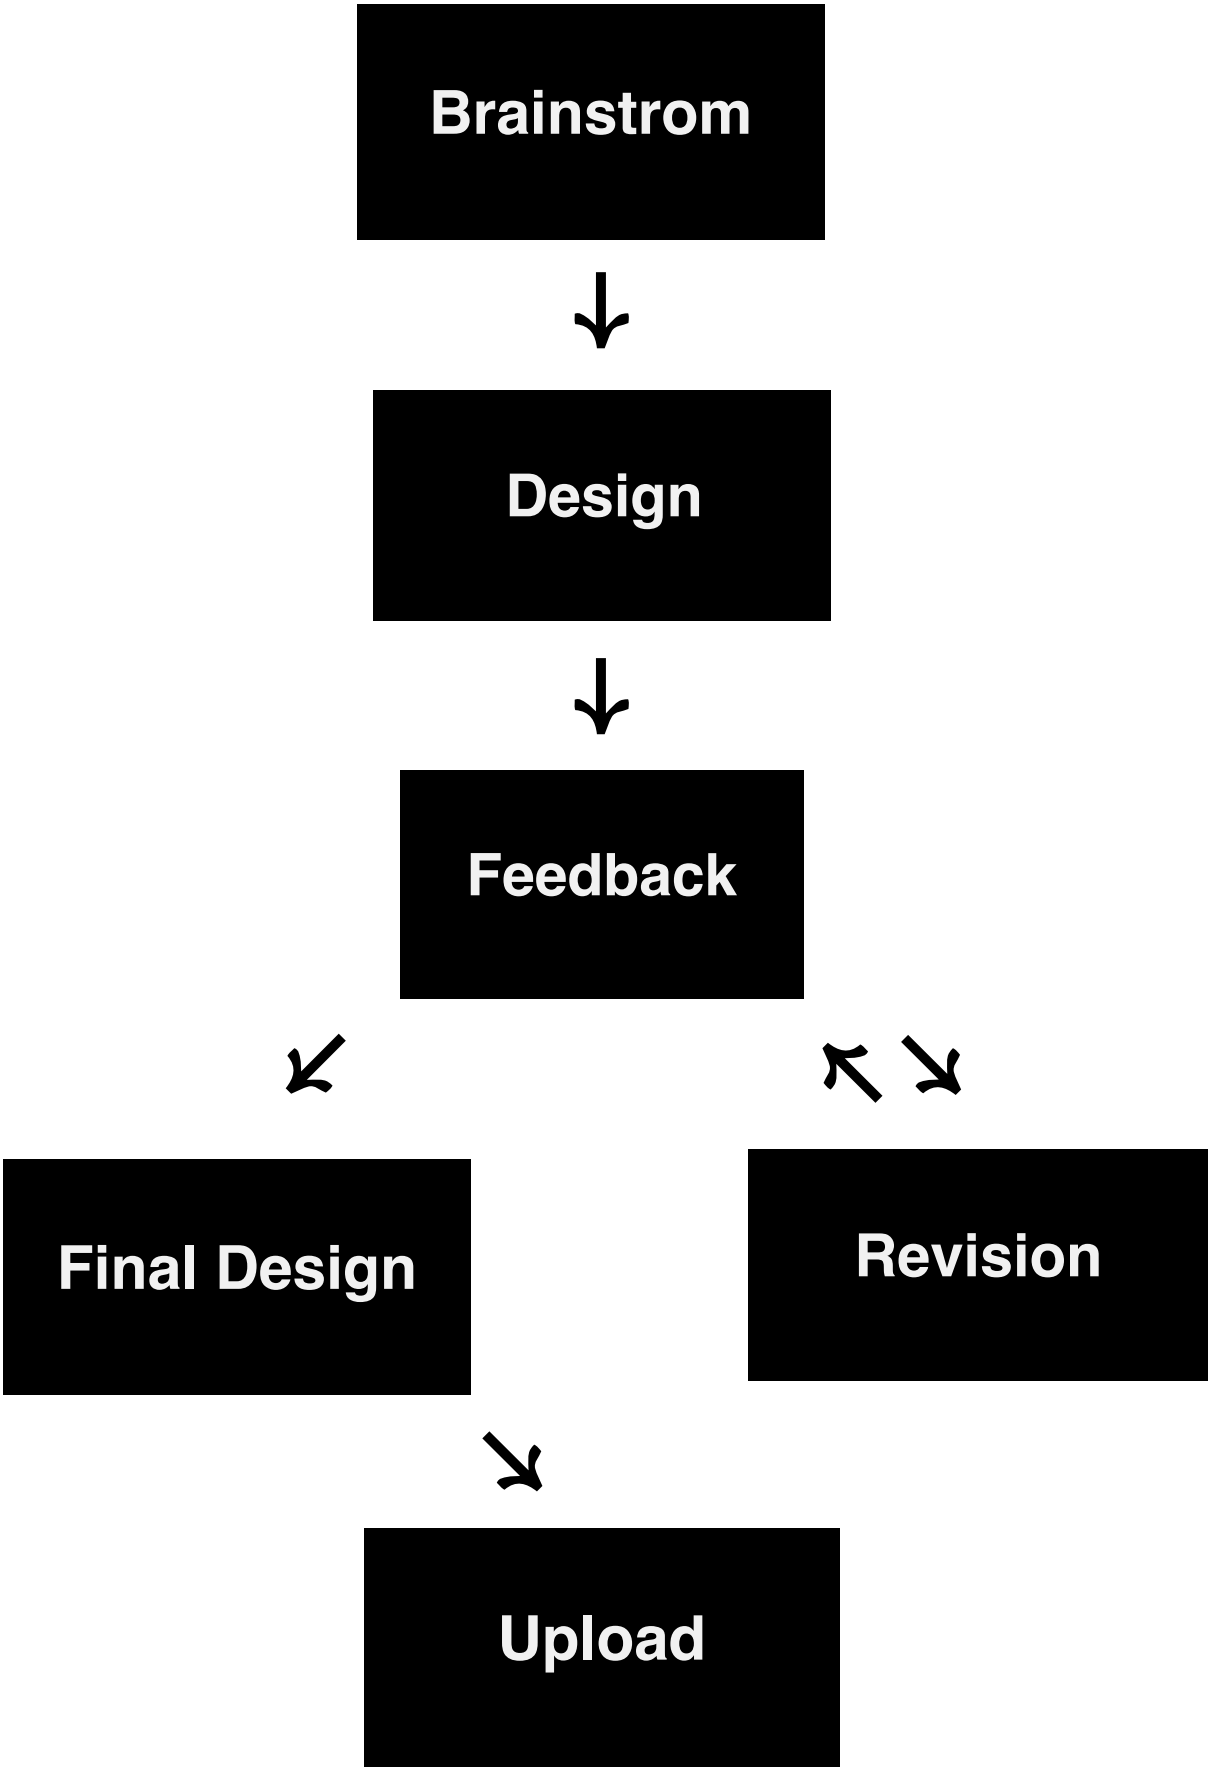 Brainstrom
Design
Feedback
Final Design
Revision
Upload